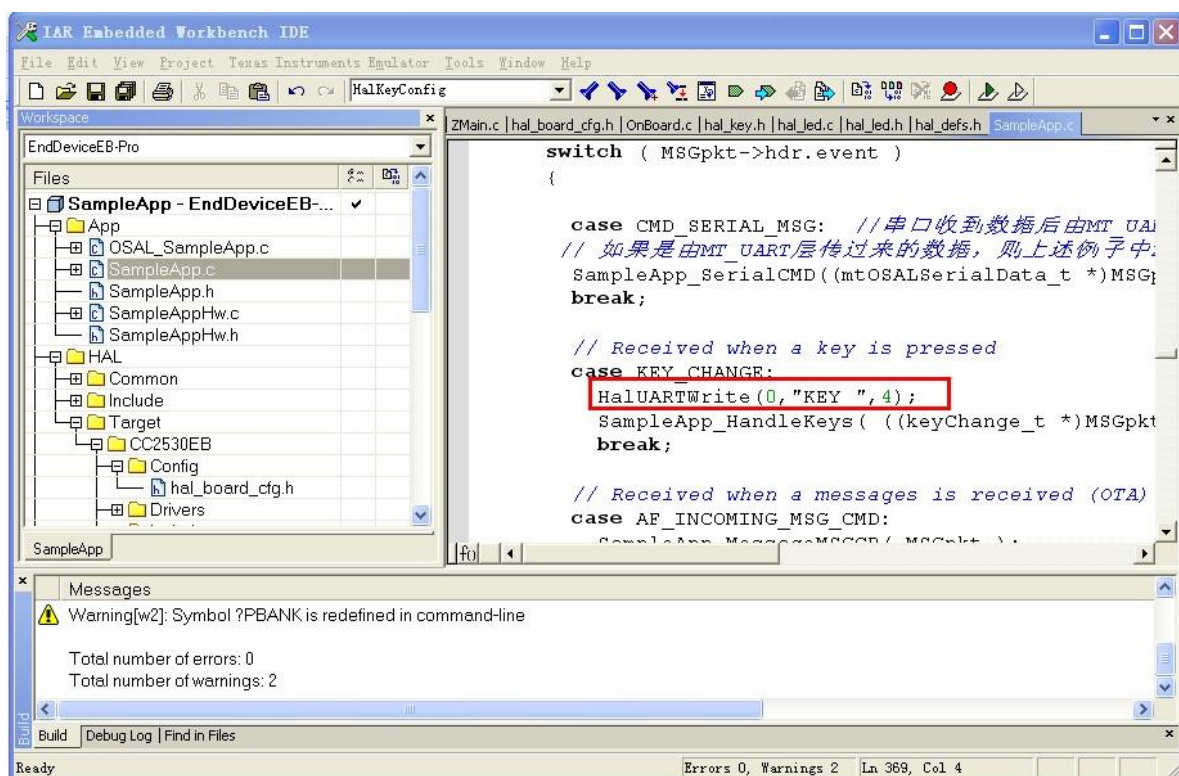 IAR Embedded Workbench IDE
File Edit View Project Texas Instruments Emulator Tools Window Help
HalKeyConfig
Workspace
EndDeviceEB-Pro
Files
SampleApp - EndDeviceEB-...
App
OSAL_SampleApp.c
SampleApp.c
SampleApp.h
SampleAppHw.c
SampleAppHw.h
HAL
Common
Include
Target
CC2530EB
Config
hal_board_cfg.h
Drivers
SampleApp
ZMain.c | hal_board_cfg.h | OnBoard.c | hal_key.h | hal_led.c | hal_led.h | hal_defs.h SampleApp.c
switch ( MSGpkt->hdr.event )
{
case CMD_SERIAL_MSG: //串口收到数据后由MT_UA
// 如果是由MT_UART层传过来的数据，则上述例子中
SampleApp_SerialCMD((mtOSALSerialData_t *)MSGp
break;
// Received when a key is pressed
case KEY_CHANGE:
HalUARTWrite(0,"KEY ",4);
SampleApp_HandleKeys( ((keyChange_t *)MSGpkt
break;
// Received when a messages is received (OTA)
case AF_INCOMING_MSG_CMD:
f()
Messages
Warning[w2]: Symbol ?PBANK is redefined in command-line
Total number of errors: 0
Total number of warnings: 2
Build
Build Debug Log | Find in Files
Ready Errors 0, Warnings 2 Ln 369, Col 4